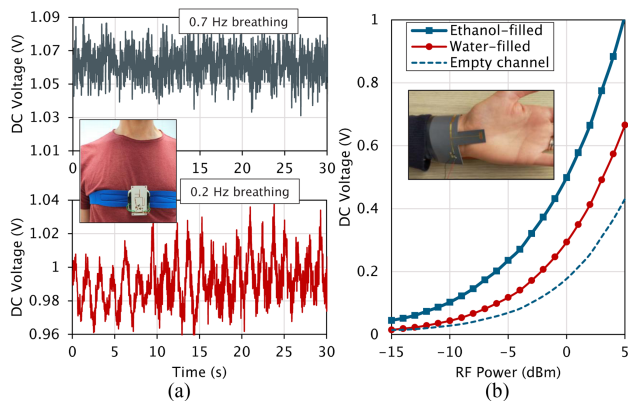 0.7 Hz breathing
DC Voltage (V)
1.09
1.07
1.05
1.03
1.01
0 5 10 15 20 25 30
0.2 Hz breathing
DC Voltage (V)
1.04
1.02
1
0.98
0.96
0 5 10 15 20 25 30
Time (s)
(a)
Ethanol-filled
Water-filled
Empty channel
DC Voltage (V)
1
0.8
0.6
0.4
0.2
0
-15 -10 -5 0 5
RF Power (dBm)
(b)